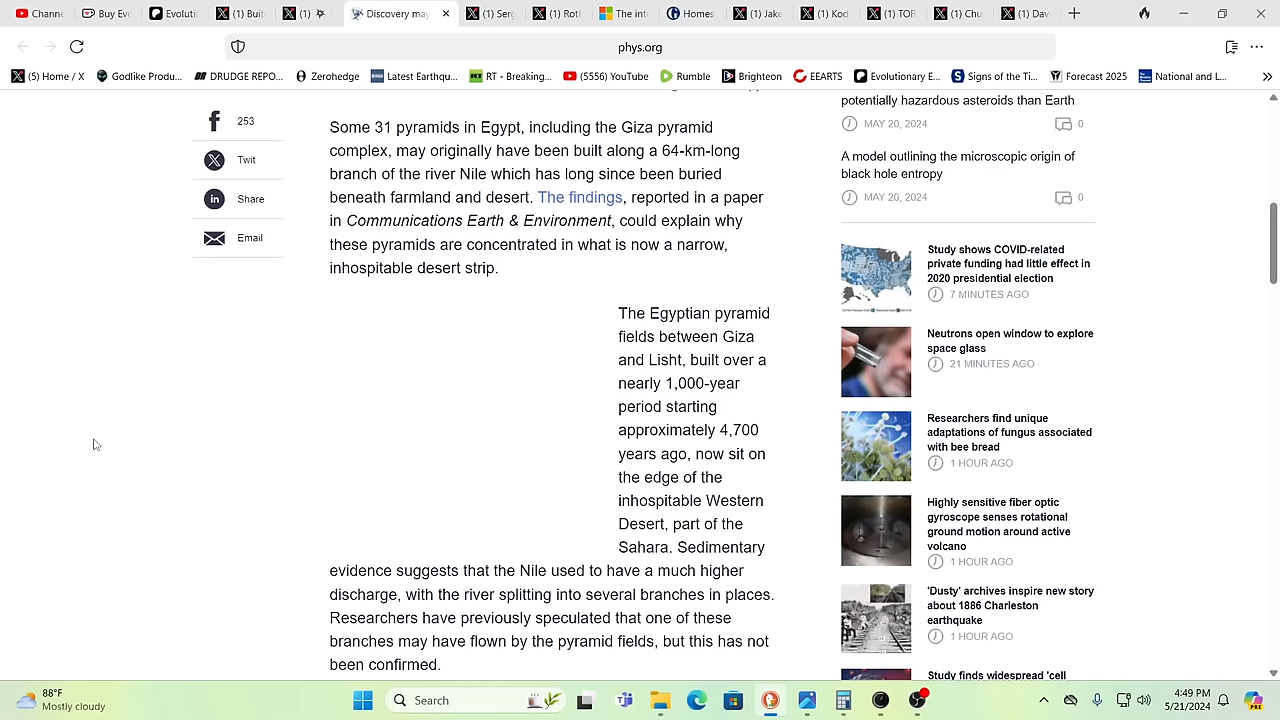 Chann
Buy Ev
Evoluti
(1) Buit
(1)
Discovery may
(1) Ser
(1) Rot
The In
Homes
(1) Jake
(1) Kod
(1) TOR
(1) Chu
(1) Dan
phys.org
(5) Home / X
Godlike Produ...
DRUDGE REPO...
Zerohedge
Latest Earthqu...
RT - Breaking...
(5556) YouTube
Rumble
Brighteon
EEARTS
Evolutionary E...
Signs of the Ti...
Forecast 2025
National and L...
253
Twit
Share
Email
Some 31 pyramids in Egypt, including the Giza pyramid
complex, may originally have been built along a 64-km-long
branch of the river Nile which has long since been buried
beneath farmland and desert. The findings, reported in a paper
in Communications Earth & Environment, could explain why
these pyramids are concentrated in what is now a narrow,
inhospitable desert strip.
The Egyptian pyramid
fields between Giza
and Lisht, built over a
nearly 1,000-year
period starting
approximately 4,700
years ago, now sit on
the edge of the
inhospitable Western
Desert, part of the
Sahara. Sedimentary
evidence suggests that the Nile used to have a much higher
discharge, with the river splitting into several branches in places.
Researchers have previously speculated that one of these
branches may have flown by the pyramid fields, but this has not
been confirmed.
potentially hazardous asteroids than Earth
MAY 20, 2024
0
A model outlining the microscopic origin of
black hole entropy
MAY 20, 2024
0
Study shows COVID-related
private funding had little effect in
2020 presidential election
7 MINUTES AGO
Neutrons open window to explore
space glass
21 MINUTES AGO
Researchers find unique
adaptations of fungus associated
with bee bread
1 HOUR AGO
Highly sensitive fiber optic
gyroscope senses rotational
ground motion around active
volcano
1 HOUR AGO
'Dusty' archives inspire new story
about 1886 Charleston
earthquake
1 HOUR AGO
Study finds widespread 'cell
88°F
Mostly cloudy
Search
4:49 PM
5/21/2024